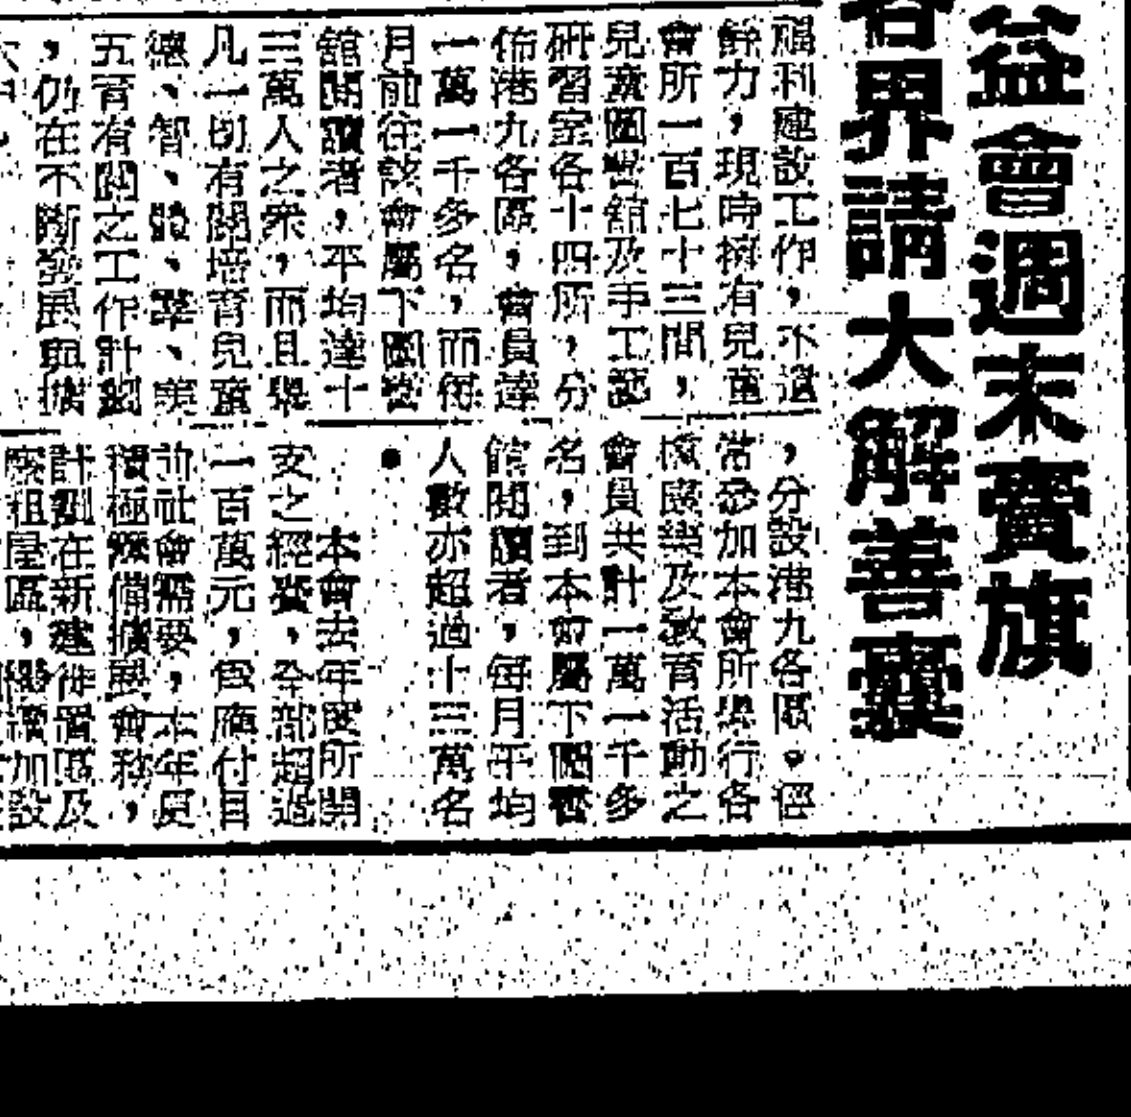 益會週末賣旗
各界請大解善囊
福利建設工作，不遺
餘力，現時擁有兒童
會所一百七十三間，
兒童圖書館及手工藝
研習室各十四所，分
佈港九各區，會員達
一萬一千多名，而每
月前往該會屬下圖書
館閱讀者，平均達十
三萬人之衆，而且舉
凡一切有關培育兒童
德、智、體、羣、美
五育有關之工作計劃
，仍在不斷發展與擴
，分設港九各區。經
常參加本會所舉行各
康樂及教育活動之
會員共計一萬一千多
名，到本會屬下圖書
館閱讀者，每月平均
人數亦超過十三萬名
。
本會去年度所開
支之經費，全部超過
一百萬元，為應付目
前社會需要，本年度
積極籌備擴展會務，
計劃在新建徙置區及
廉租屋區，繼續加設